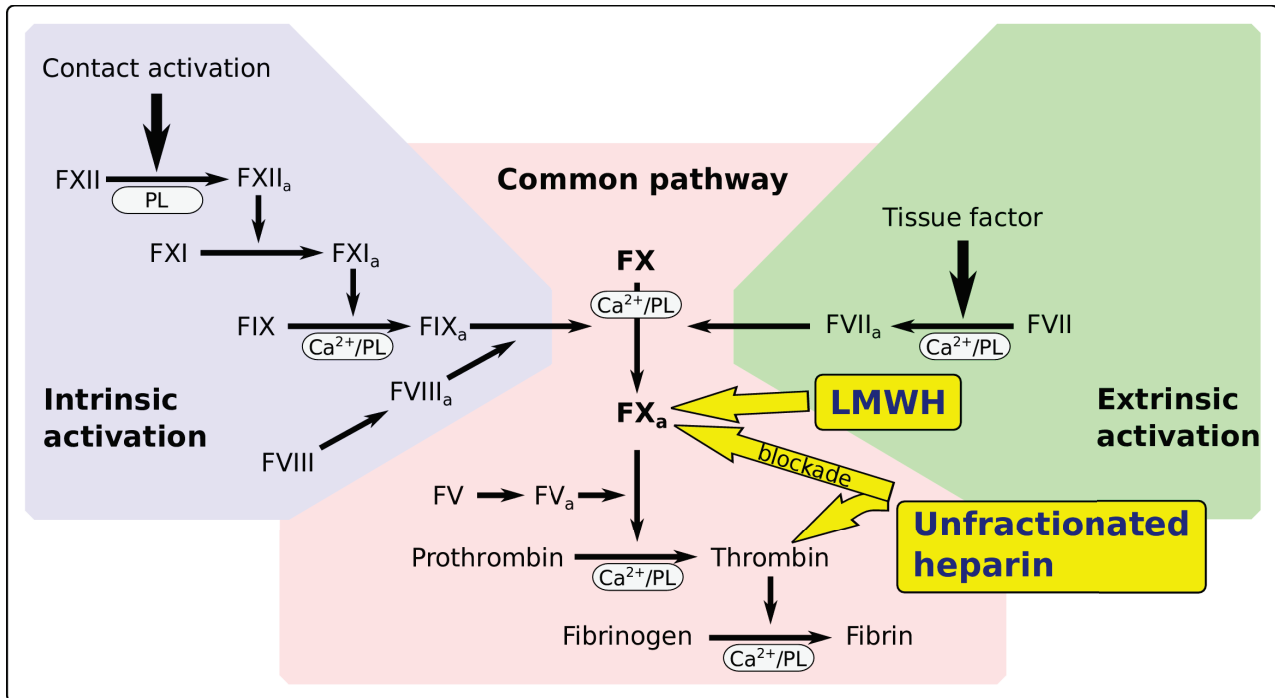 Contact activation
FXII
PL
FXIIₐ
FXI
FXIₐ
FIX
Ca²⁺/PL
FIXₐ
FVIIIₐ
FVIII
Intrinsic
activation
Common pathway
FX
Ca²⁺/PL
FXₐ
FV
FVₐ
Prothrombin
Ca²⁺/PL
Thrombin
Fibrinogen
Ca²⁺/PL
Fibrin
Tissue factor
FVIIₐ
Ca²⁺/PL
FVII
Extrinsic
activation
LMWH
blockade
Unfractionated
heparin